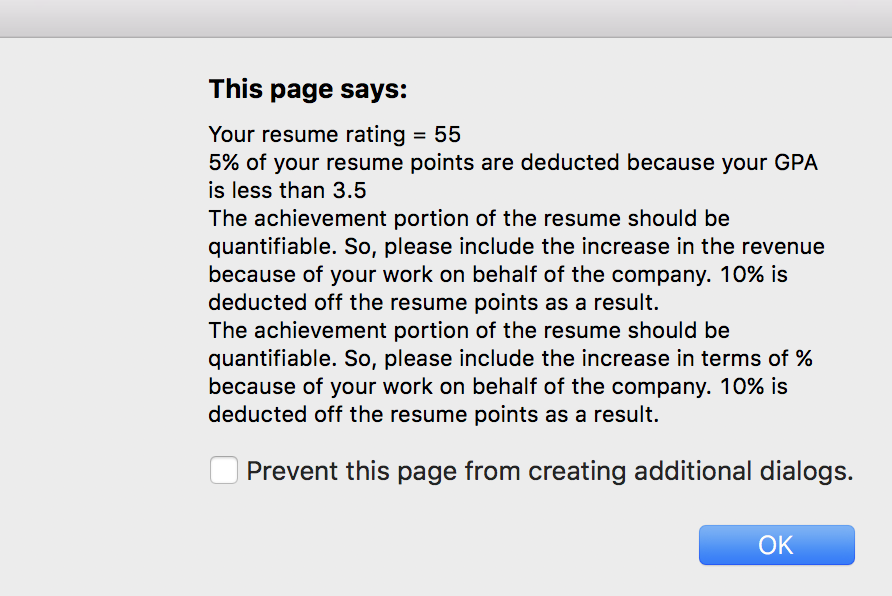 This page says:
Your resume rating = 55
5% of your resume points are deducted because your GPA
is less than 3.5
The achievement portion of the resume should be
quantifiable. So, please include the increase in the revenue
because of your work on behalf of the company. 10% is
deducted off the resume points as a result.
The achievement portion of the resume should be
quantifiable. So, please include the increase in terms of %
because of your work on behalf of the company. 10% is
deducted off the resume points as a result.
Prevent this page from creating additional dialogs.
OK